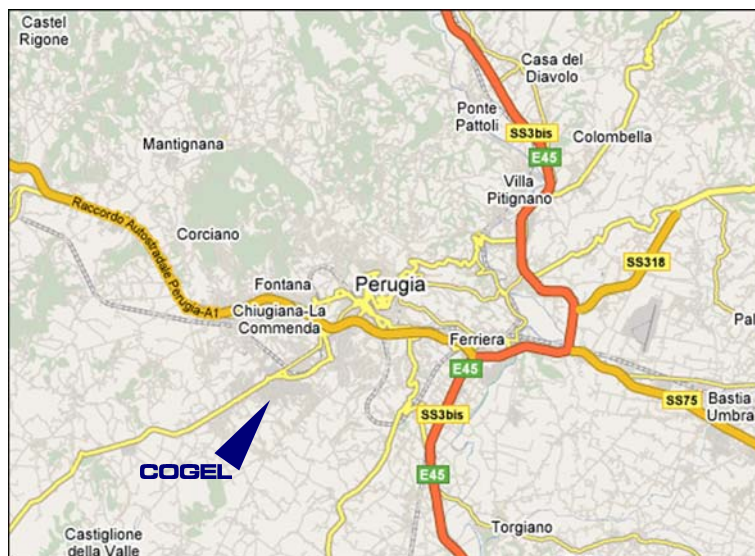 Castel
Rigone
Casa del
Diavolo
Ponte
Pattoli
SS3bis
Colombella
Mantignana
E45
Villa
Pitignano
Raccordo Autostradale Perugia-A1
Corciano
SS318
Fontana
Perugia
Chiugiana-La
Commenda
Pal
Ferriera
E45
SS75
Bastia
Umbra
SS3bis
COGEL
E45
Torgiano
Castiglione
della Valle